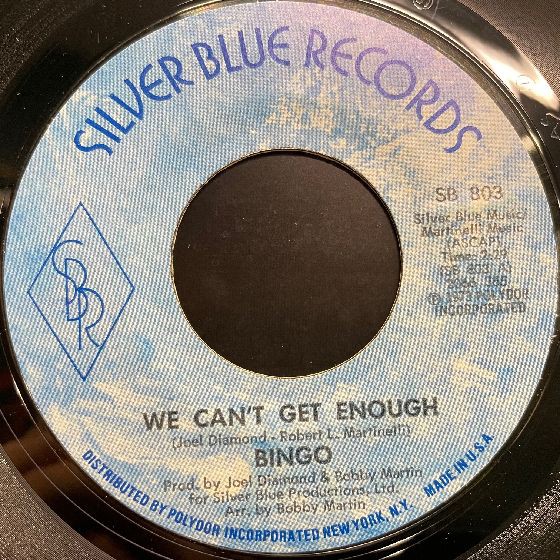 SILVER BLUE RECORDS
SB 803
Silver Blue Music/
Martinelli Music
(ASCAP)
Time:
INCORPORATED
SBR
WE CAN'T GET ENOUGH
(Joel Diamond - Robert L. Martinelli)
BINGO
Prod. by Joel Diamond & Bobby Martin
for Silver Blue Productions, Ltd.
Arr. by Bobby Martin
DISTRIBUTED BY POLYDOR INCORPORATED NEW YORK, N.Y. MADE IN U.S.A.